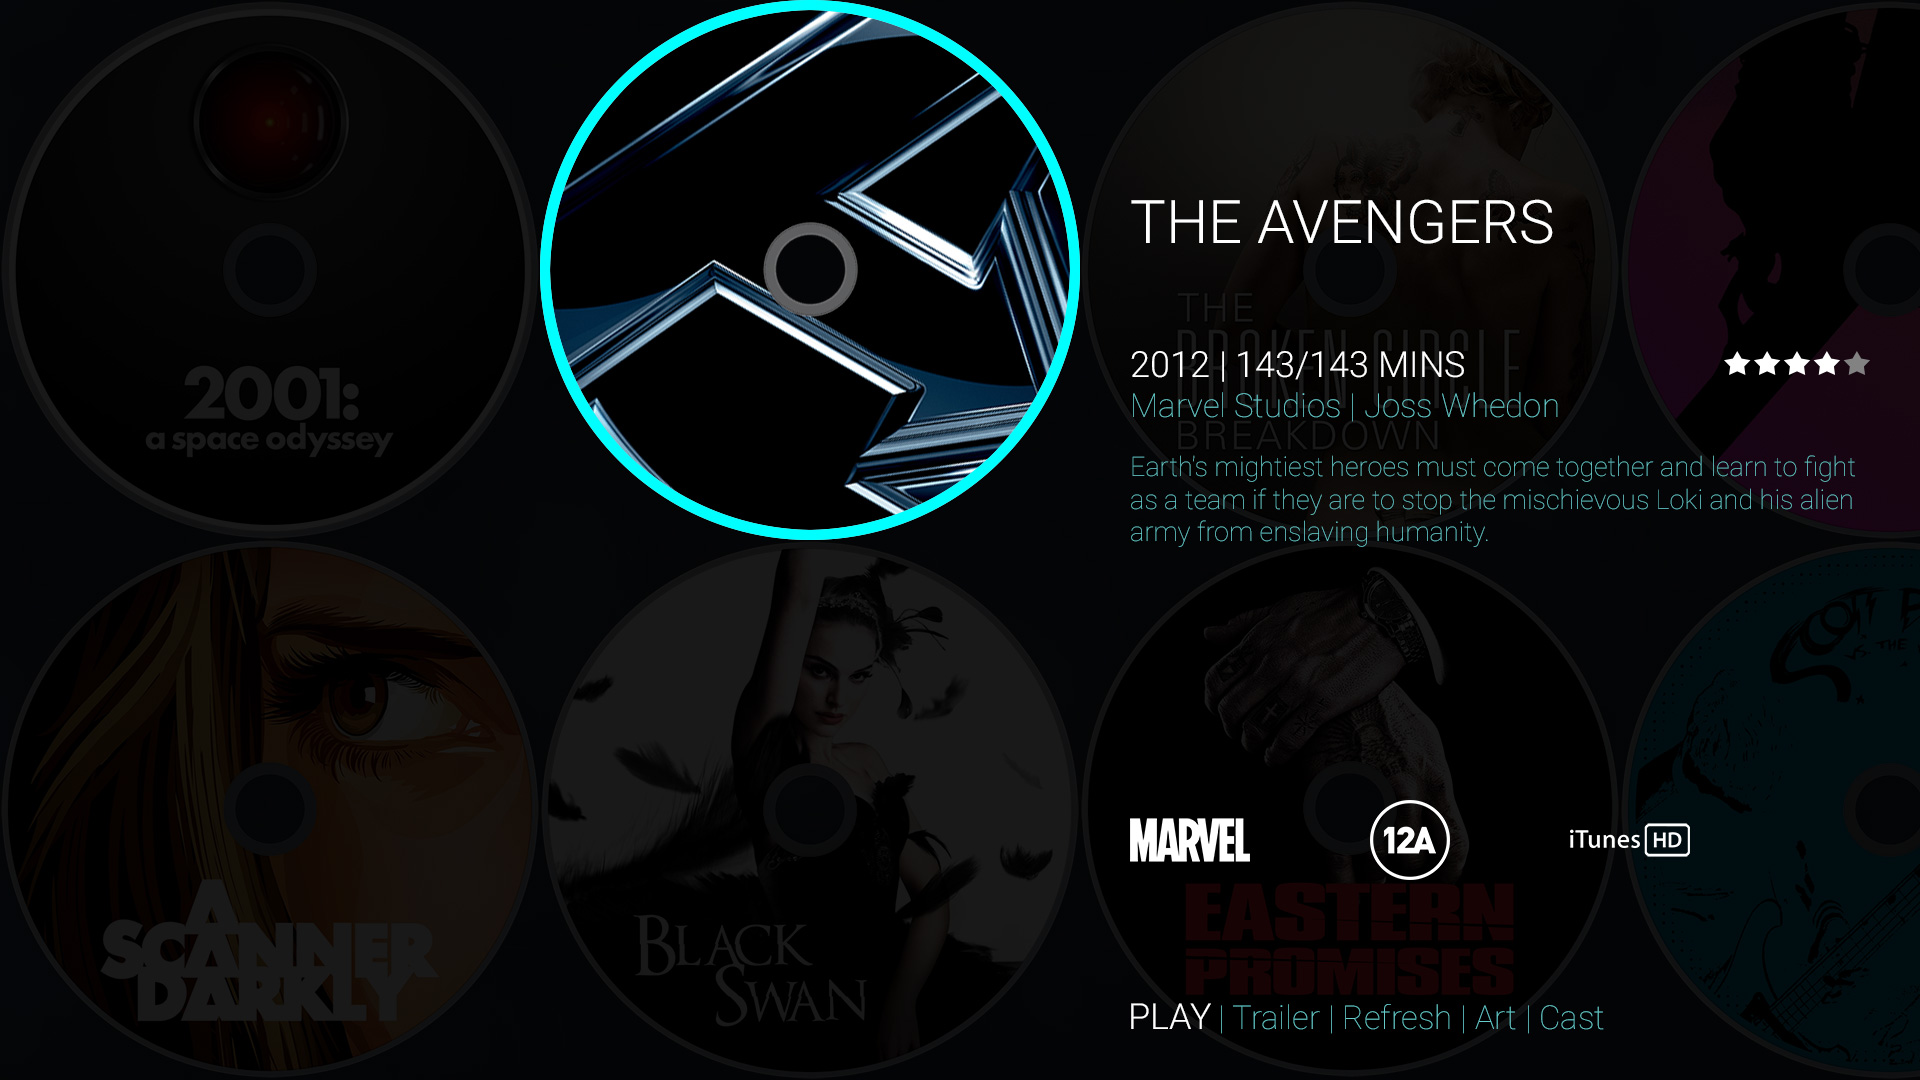 2001:
a space odyssey
THE AVENGERS
THE
BROKEN CIRCLE
BREAKDOWN
2012 | 143/143 MINS
Marvel Studios | Joss Whedon
Earth's mightiest heroes must come together and learn to fight
as a team if they are to stop the mischievous Loki and his alien
army from enslaving humanity.
A
SCANNER
DARKLY
BLACK
SWAN
SCOTT
VS. THE
MARVEL
12A
iTunes HD
EASTERN
PROMISES
PLAY | Trailer | Refresh | Art | Cast